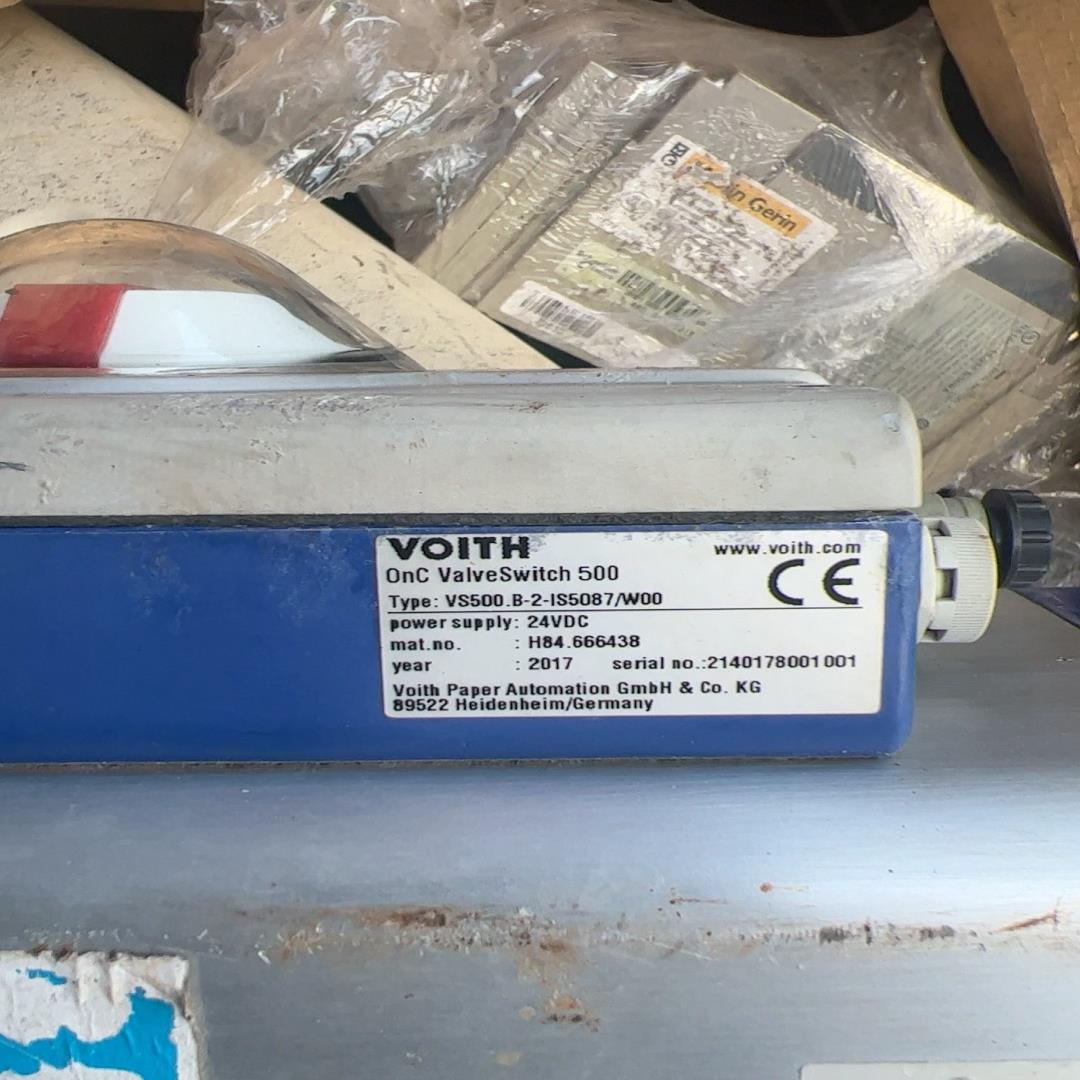 Gerin
VOITH
www.voith.com
OnC ValveSwitch 500
CE
Type: VS500.B-2-IS5087/W00
power supply: 24VDC
mat.no. : H84.666438
year : 2017 serial no.:2140178001001
Voith Paper Automation GmbH & Co. KG
89522 Heidenheim/Germany